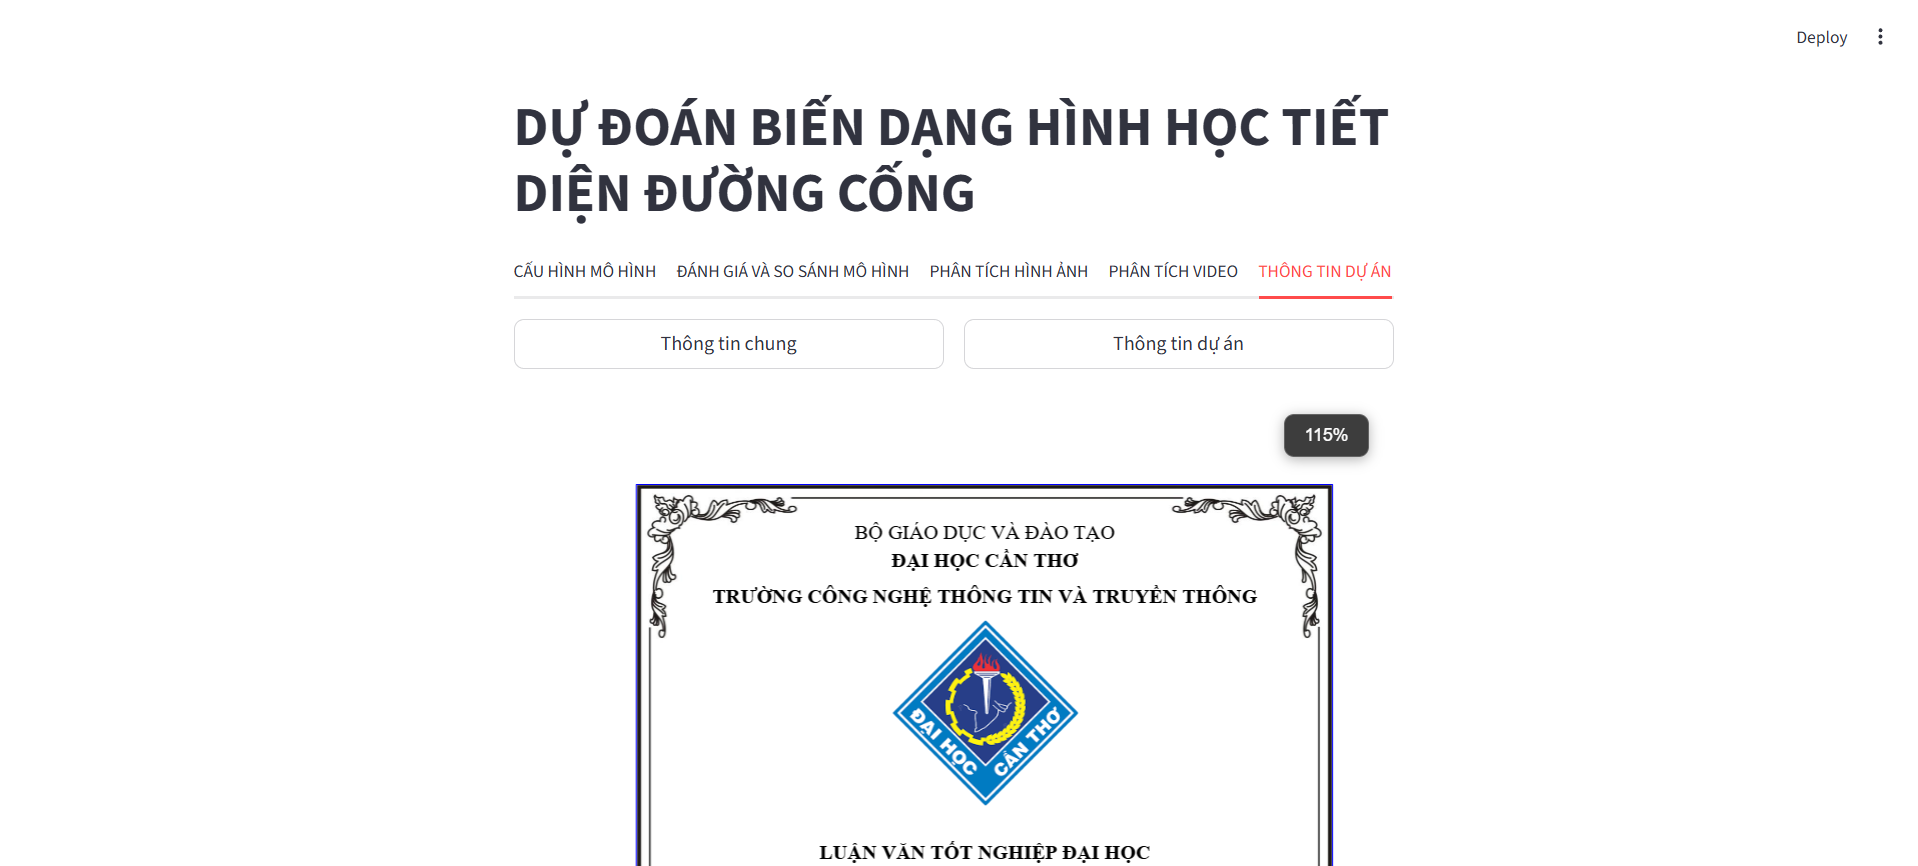 Deploy
DỰ ĐOÁN BIẾN DẠNG HÌNH HỌC TIẾT
DIỆN ĐƯỜNG CỐNG
CẤU HÌNH MÔ HÌNH
ĐÁNH GIÁ VÀ SO SÁNH MÔ HÌNH
PHÂN TÍCH HÌNH ẢNH
PHÂN TÍCH VIDEO
THÔNG TIN DỰ ÁN
Thông tin chung
Thông tin dự án
115%
BỘ GIÁO DỤC VÀ ĐÀO TẠO
ĐẠI HỌC CẦN THƠ
TRƯỜNG CÔNG NGHỆ THÔNG TIN VÀ TRUYỀN THÔNG
ĐẠI HỌC CẦN THƠ
LUẬN VĂN TỐT NGHIỆP ĐẠI HỌC